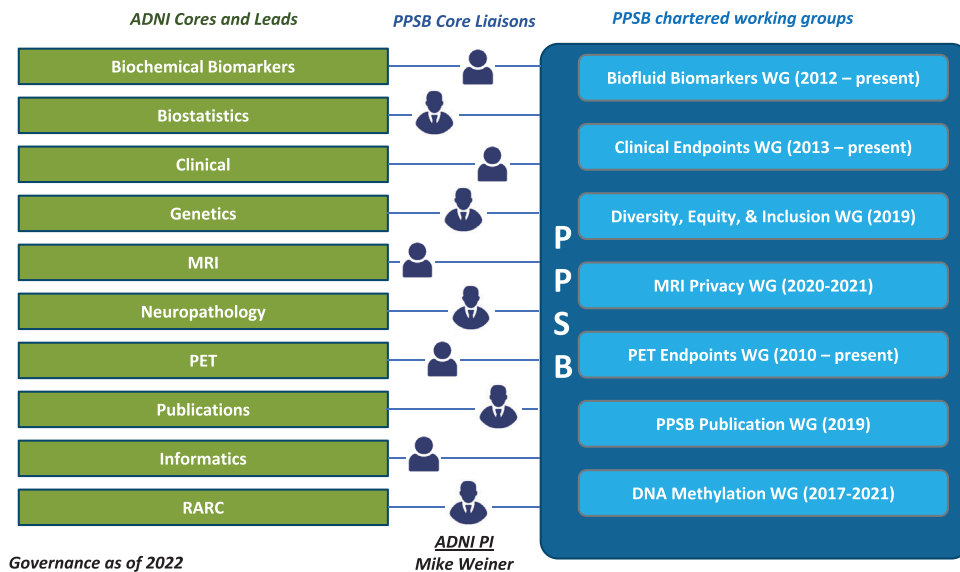 ADNI Cores and Leads
PPSB Core Liaisons
PPSB chartered working groups
Biochemical Biomarkers
Biostatistics
Clinical
Genetics
MRI
Neuropathology
PET
Publications
Informatics
RARC
ADNI PI
Mike Weiner
P
P
S
B
Biofluid Biomarkers WG (2012 – present)
Clinical Endpoints WG (2013 – present)
Diversity, Equity, & Inclusion WG (2019)
MRI Privacy WG (2020-2021)
PET Endpoints WG (2010 – present)
PPSB Publication WG (2019)
DNA Methylation WG (2017-2021)
Governance as of 2022